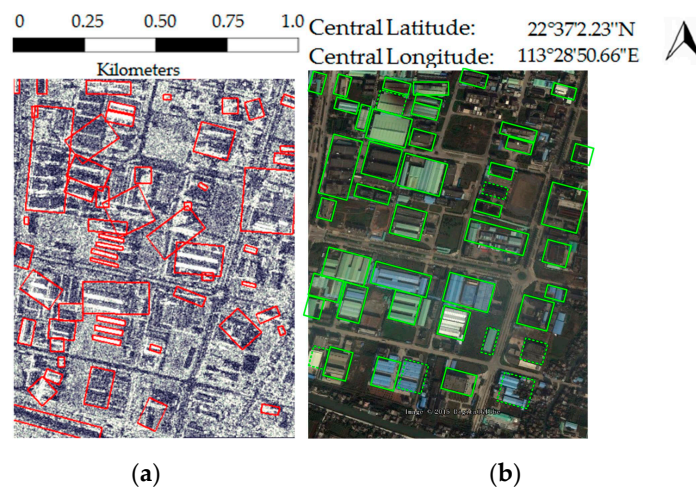 0 0.25 0.50 0.75 1.0
Kilometers
Central Latitude: 22°37'2.23"N
Central Longitude: 113°28'50.66"E
(a) (b)